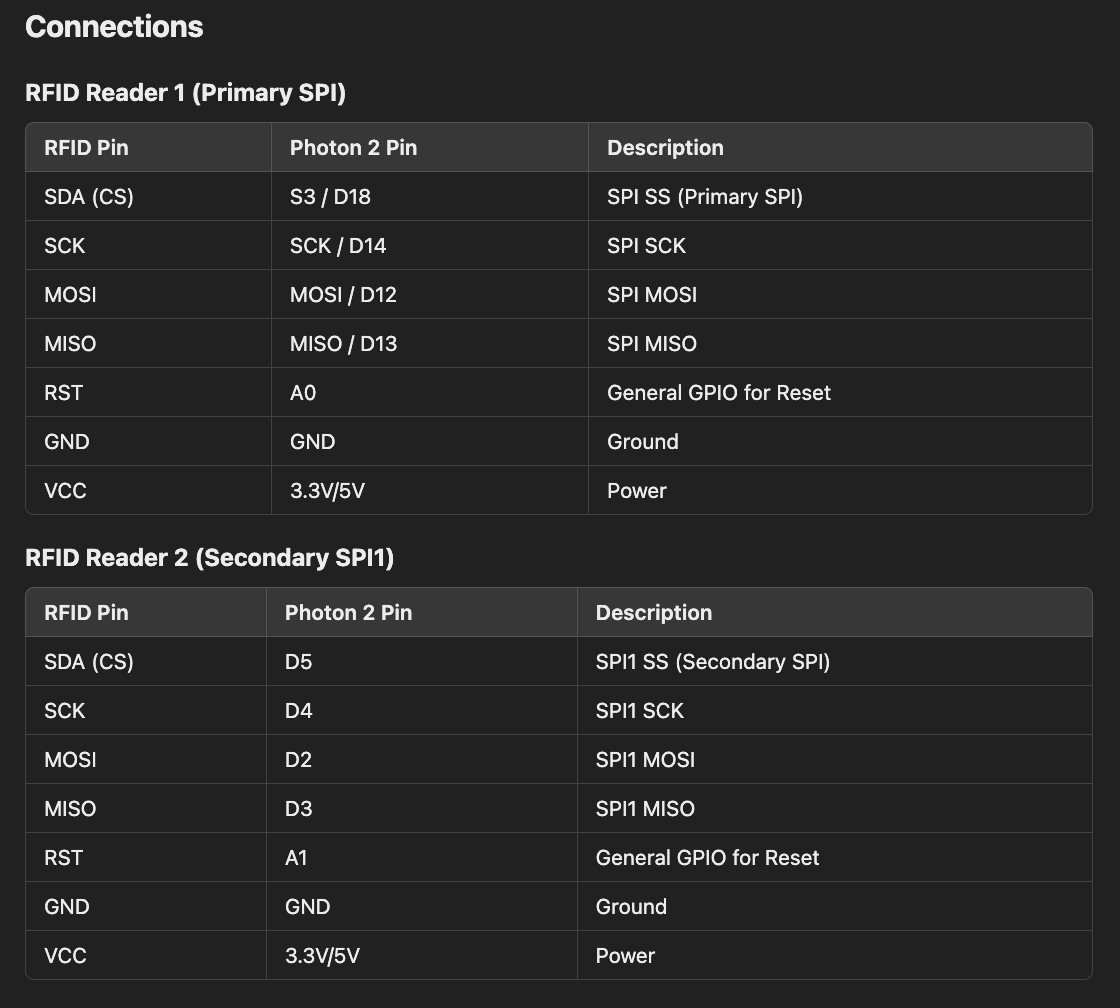 Connections
RFID Reader 1 (Primary SPI)
RFID Pin Photon 2 Pin Description
SDA (CS) S3 / D18 SPI SS (Primary SPI)
SCK SCK / D14 SPI SCK
MOSI MOSI / D12 SPI MOSI
MISO MISO / D13 SPI MISO
RST A0 General GPIO for Reset
GND GND Ground
VCC 3.3V/5V Power
RFID Reader 2 (Secondary SPI1)
RFID Pin Photon 2 Pin Description
SDA (CS) D5 SPI1 SS (Secondary SPI)
SCK D4 SPI1 SCK
MOSI D2 SPI1 MOSI
MISO D3 SPI1 MISO
RST A1 General GPIO for Reset
GND GND Ground
VCC 3.3V/5V Power